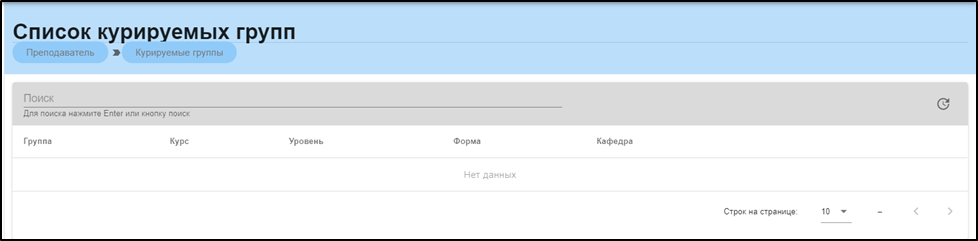 Список курируемых групп
Преподаватель Курируемые группы
Поиск
Для поиска нажмите Enter или кнопку поиск
Группа Курс Уровень Форма Кафедра
Нет данных
Строк на странице: 10 –